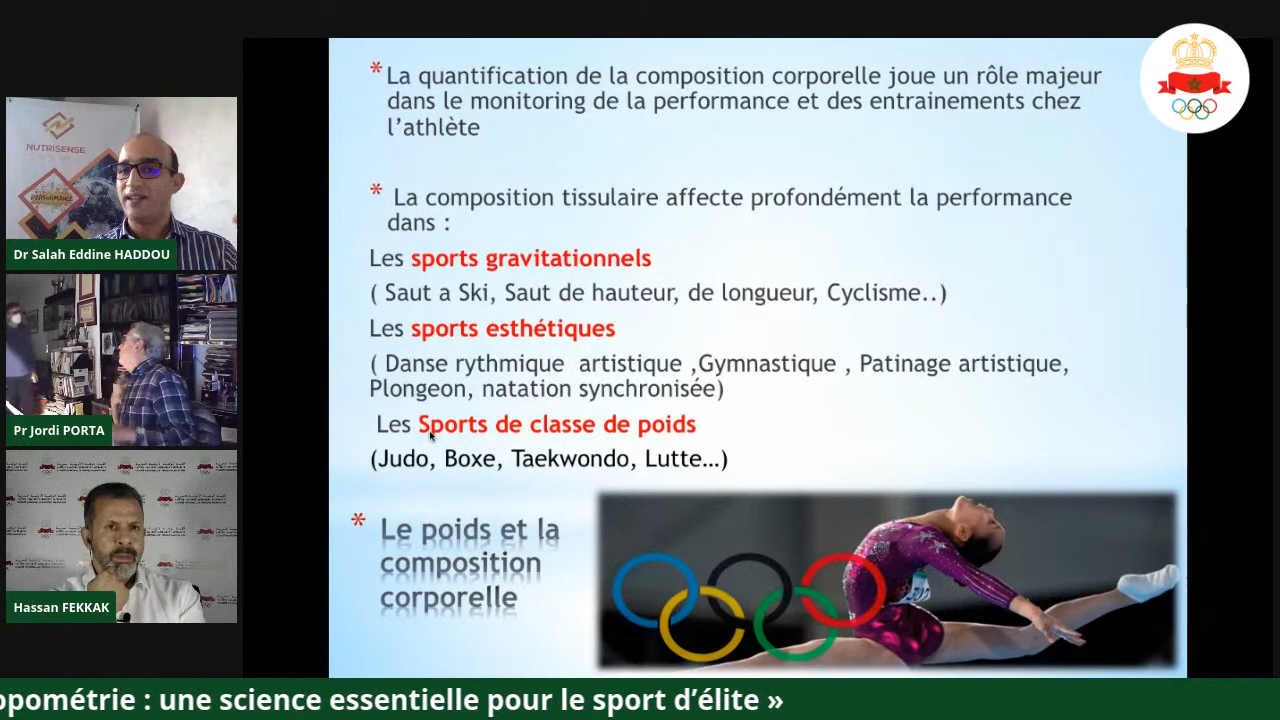 *La quantification de la composition corporelle joue un rôle majeur
dans le monitoring de la performance et des entrainements chez
l'athlète
* La composition tissulaire affecte profondément la performance
dans :
Les sports gravitationnels
( Saut a Ski, Saut de hauteur, de longueur, Cyclisme..)
Les sports esthétiques
( Danse rythmique artistique ,Gymnastique , Patinage artistique,
Plongeon, natation synchronisée)
Les Sports de classe de poids
(Judo, Boxe, Taekwondo, Lutte…)
* Le poids et la
composition
corporelle
NUTRISENSE
PERFORMANCE
Dr Salah Eddine HADDOU
Pr Jordi PORTA
Hassan FEKKAK
opométrie : une science essentielle pour le sport d'élite »